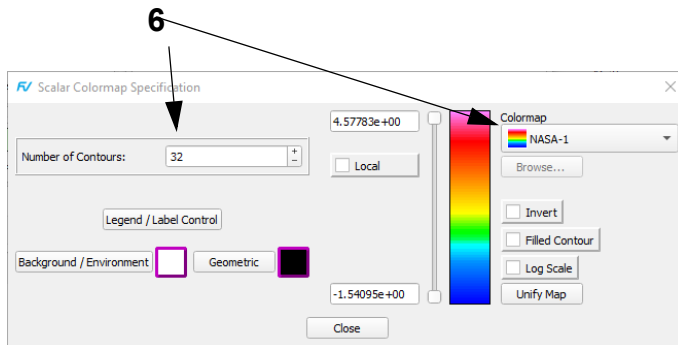 6
FV Scalar Colormap Specification
4.57783e+00
Colormap
NASA-1
Number of Contours: 32
Local
Browse...
Legend / Label Control
Invert
Filled Contour
Background / Environment
Geometric
Log Scale
-1.54095e+00
Unify Map
Close